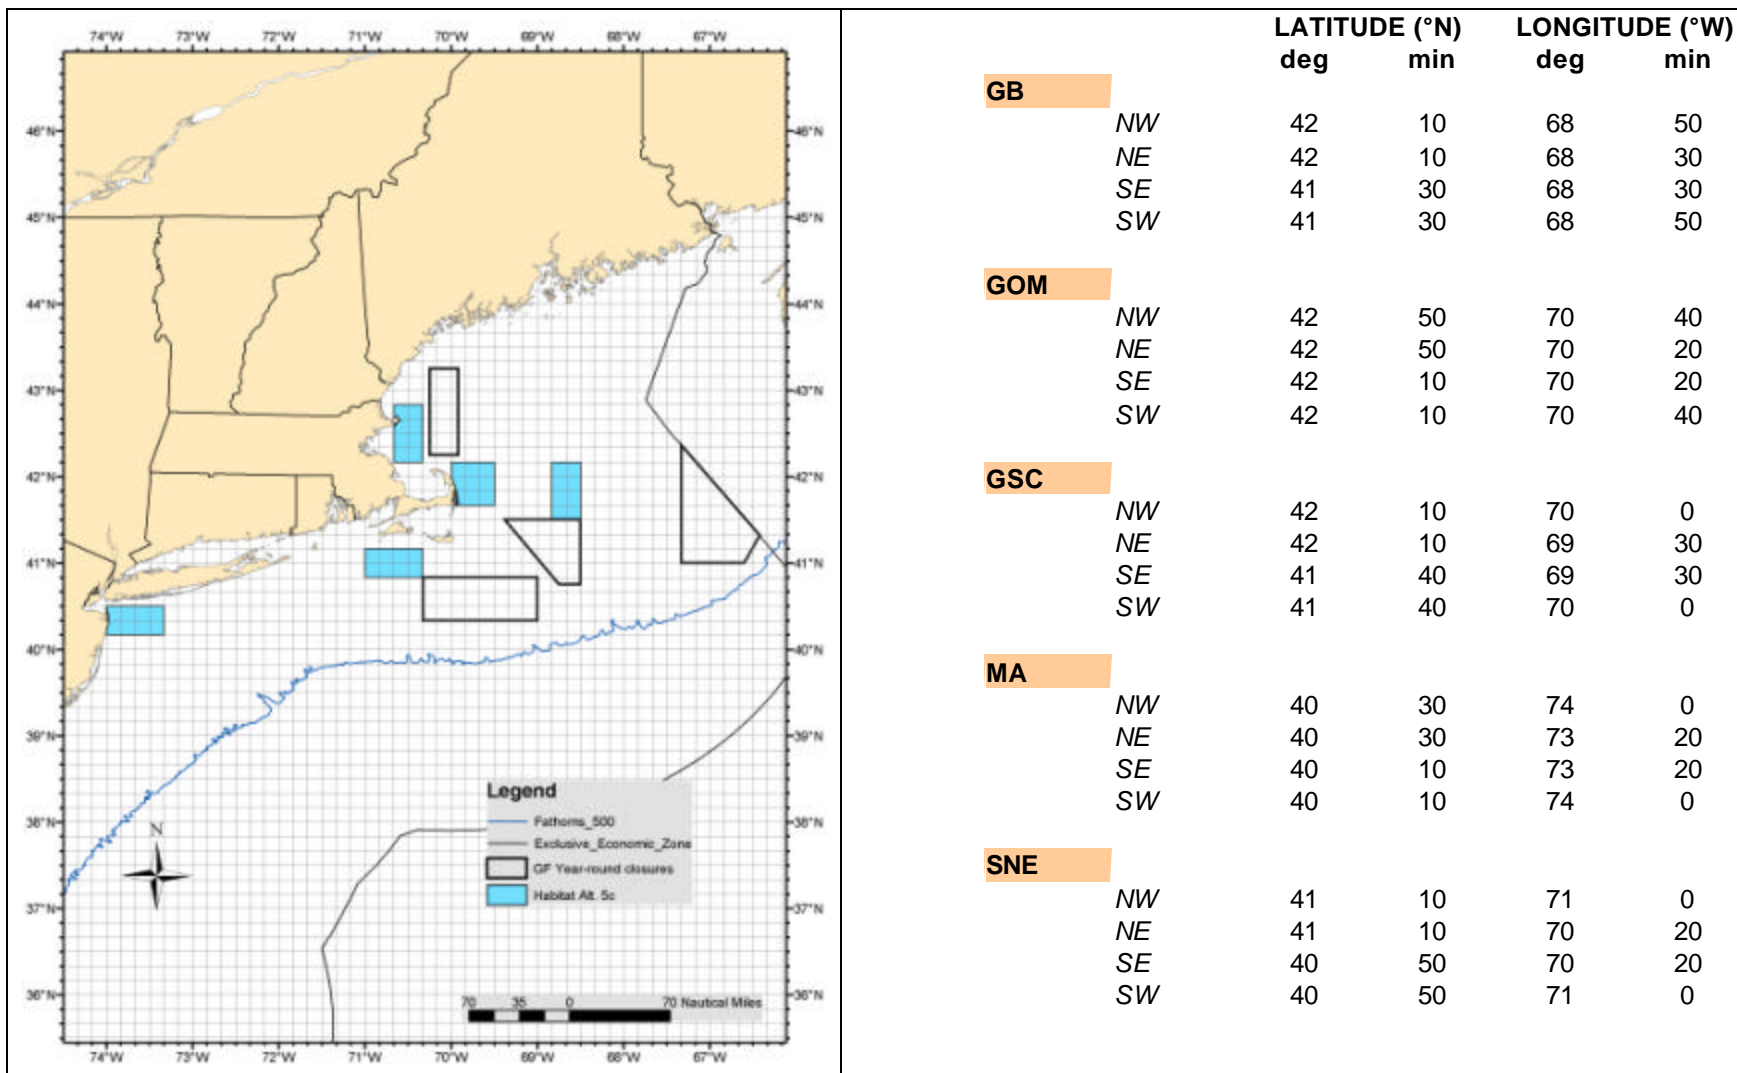 74°W 73°W 72°W 71°W 70°W 69°W 68°W 67°W
46°N 46°N
45°N 45°N
44°N 44°N
43°N 43°N
42°N 42°N
41°N 41°N
40°N 40°N
39°N 39°N
38°N 38°N
37°N 37°N
36°N 36°N
Legend
Fathoms_500
Exclusive_Economic_Zone
GF Year-round closures
Habitat Alt. 5c
N
70 35 0 70 Nautical Miles
74°W 73°W 72°W 71°W 70°W 69°W 68°W 67°W
LATITUDE (°N) LONGITUDE (°W)
deg min deg min
GB
NW 42 10 68 50
NE 42 10 68 30
SE 41 30 68 30
SW 41 30 68 50
GOM
NW 42 50 70 40
NE 42 50 70 20
SE 42 10 70 20
SW 42 10 70 40
GSC
NW 42 10 70 0
NE 42 10 69 30
SE 41 40 69 30
SW 41 40 70 0
MA
NW 40 30 74 0
NE 40 30 73 20
SE 40 10 73 20
SW 40 10 74 0
SNE
NW 41 10 71 0
NE 41 10 70 20
SE 40 50 70 20
SW 40 50 71 0